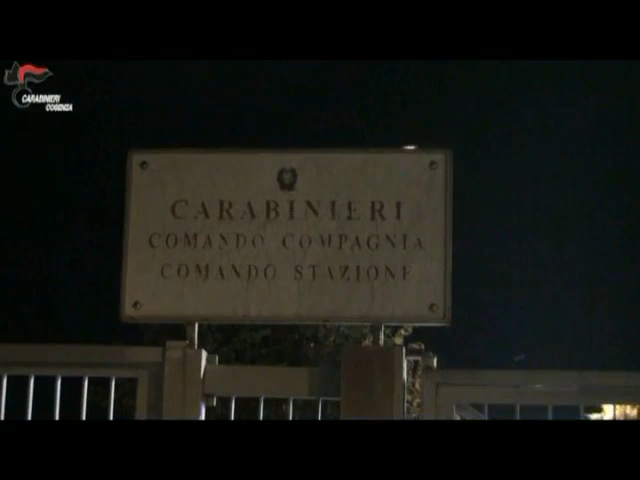 CARABINIERI
COSENZA
CARABINIERI
COMANDO COMPAGNIA
COMANDO STAZIONE